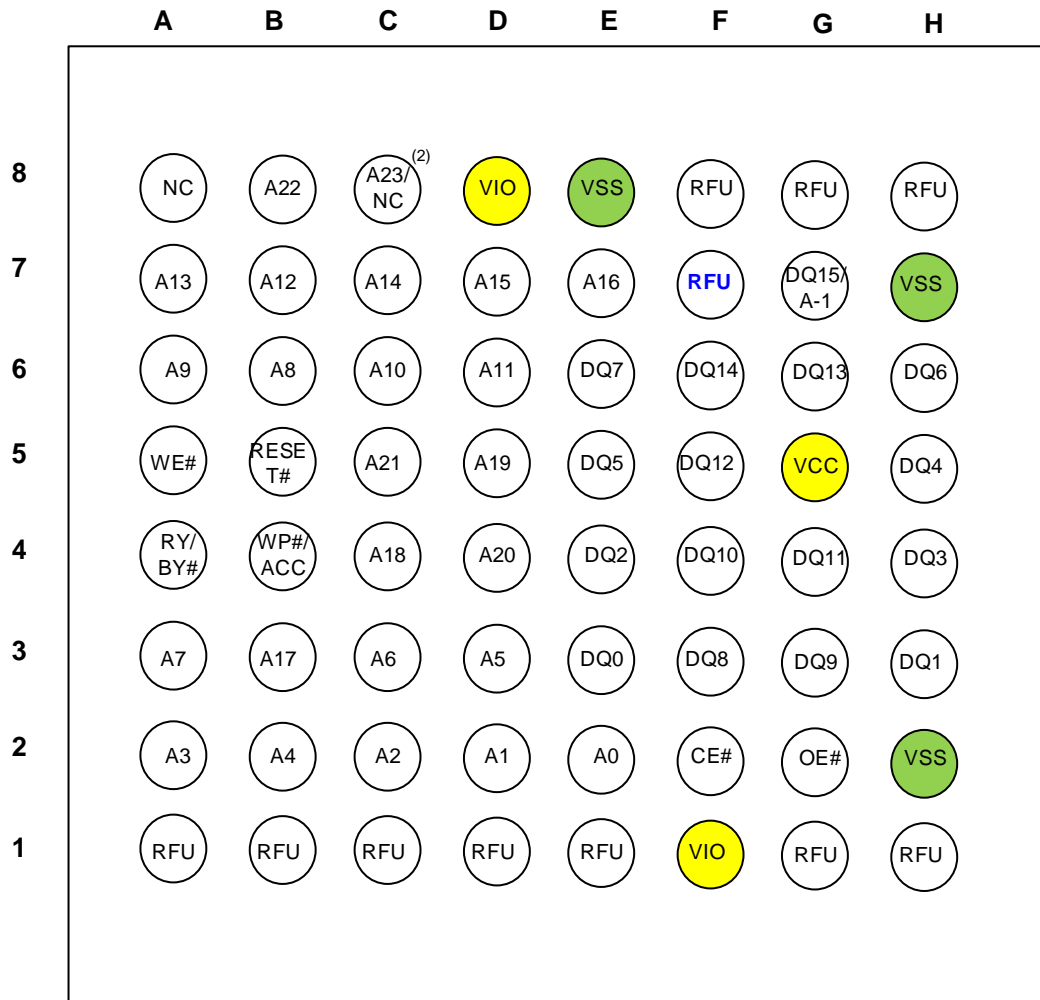 A B C D E F G H
(2)
8 NC A22 A23/ NC VIO VSS RFU RFU RFU
7 A13 A12 A14 A15 A16 RFU DQ15/ A-1 VSS
6 A9 A8 A10 A11 DQ7 DQ14 DQ13 DQ6
5 WE# RESE T# A21 A19 DQ5 DQ12 VCC DQ4
4 RY/ BY# WP#/ ACC A18 A20 DQ2 DQ10 DQ11 DQ3
3 A7 A17 A6 A5 DQ0 DQ8 DQ9 DQ1
2 A3 A4 A2 A1 A0 CE# OE# VSS
1 RFU RFU RFU RFU RFU VIO RFU RFU